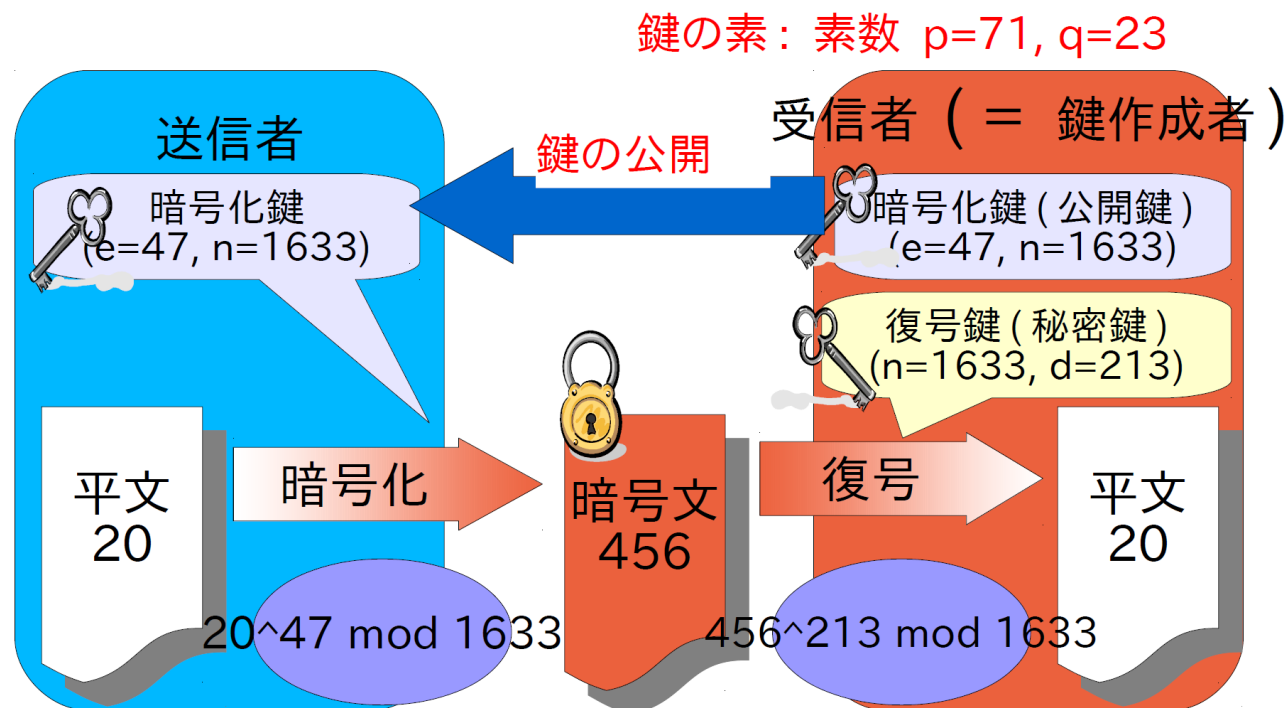 鍵の素: 素数 p=71, q=23
送信者
暗号化鍵
(e=47, n=1633)
鍵の公開
受信者 ( = 鍵作成者 )
暗号化鍵 ( 公開鍵 )
(e=47, n=1633)
復号鍵 ( 秘密鍵 )
(n=1633, d=213)
平文
20
暗号化
暗号文
456
復号
平文
20
20^47 mod 1633
456^213 mod 1633